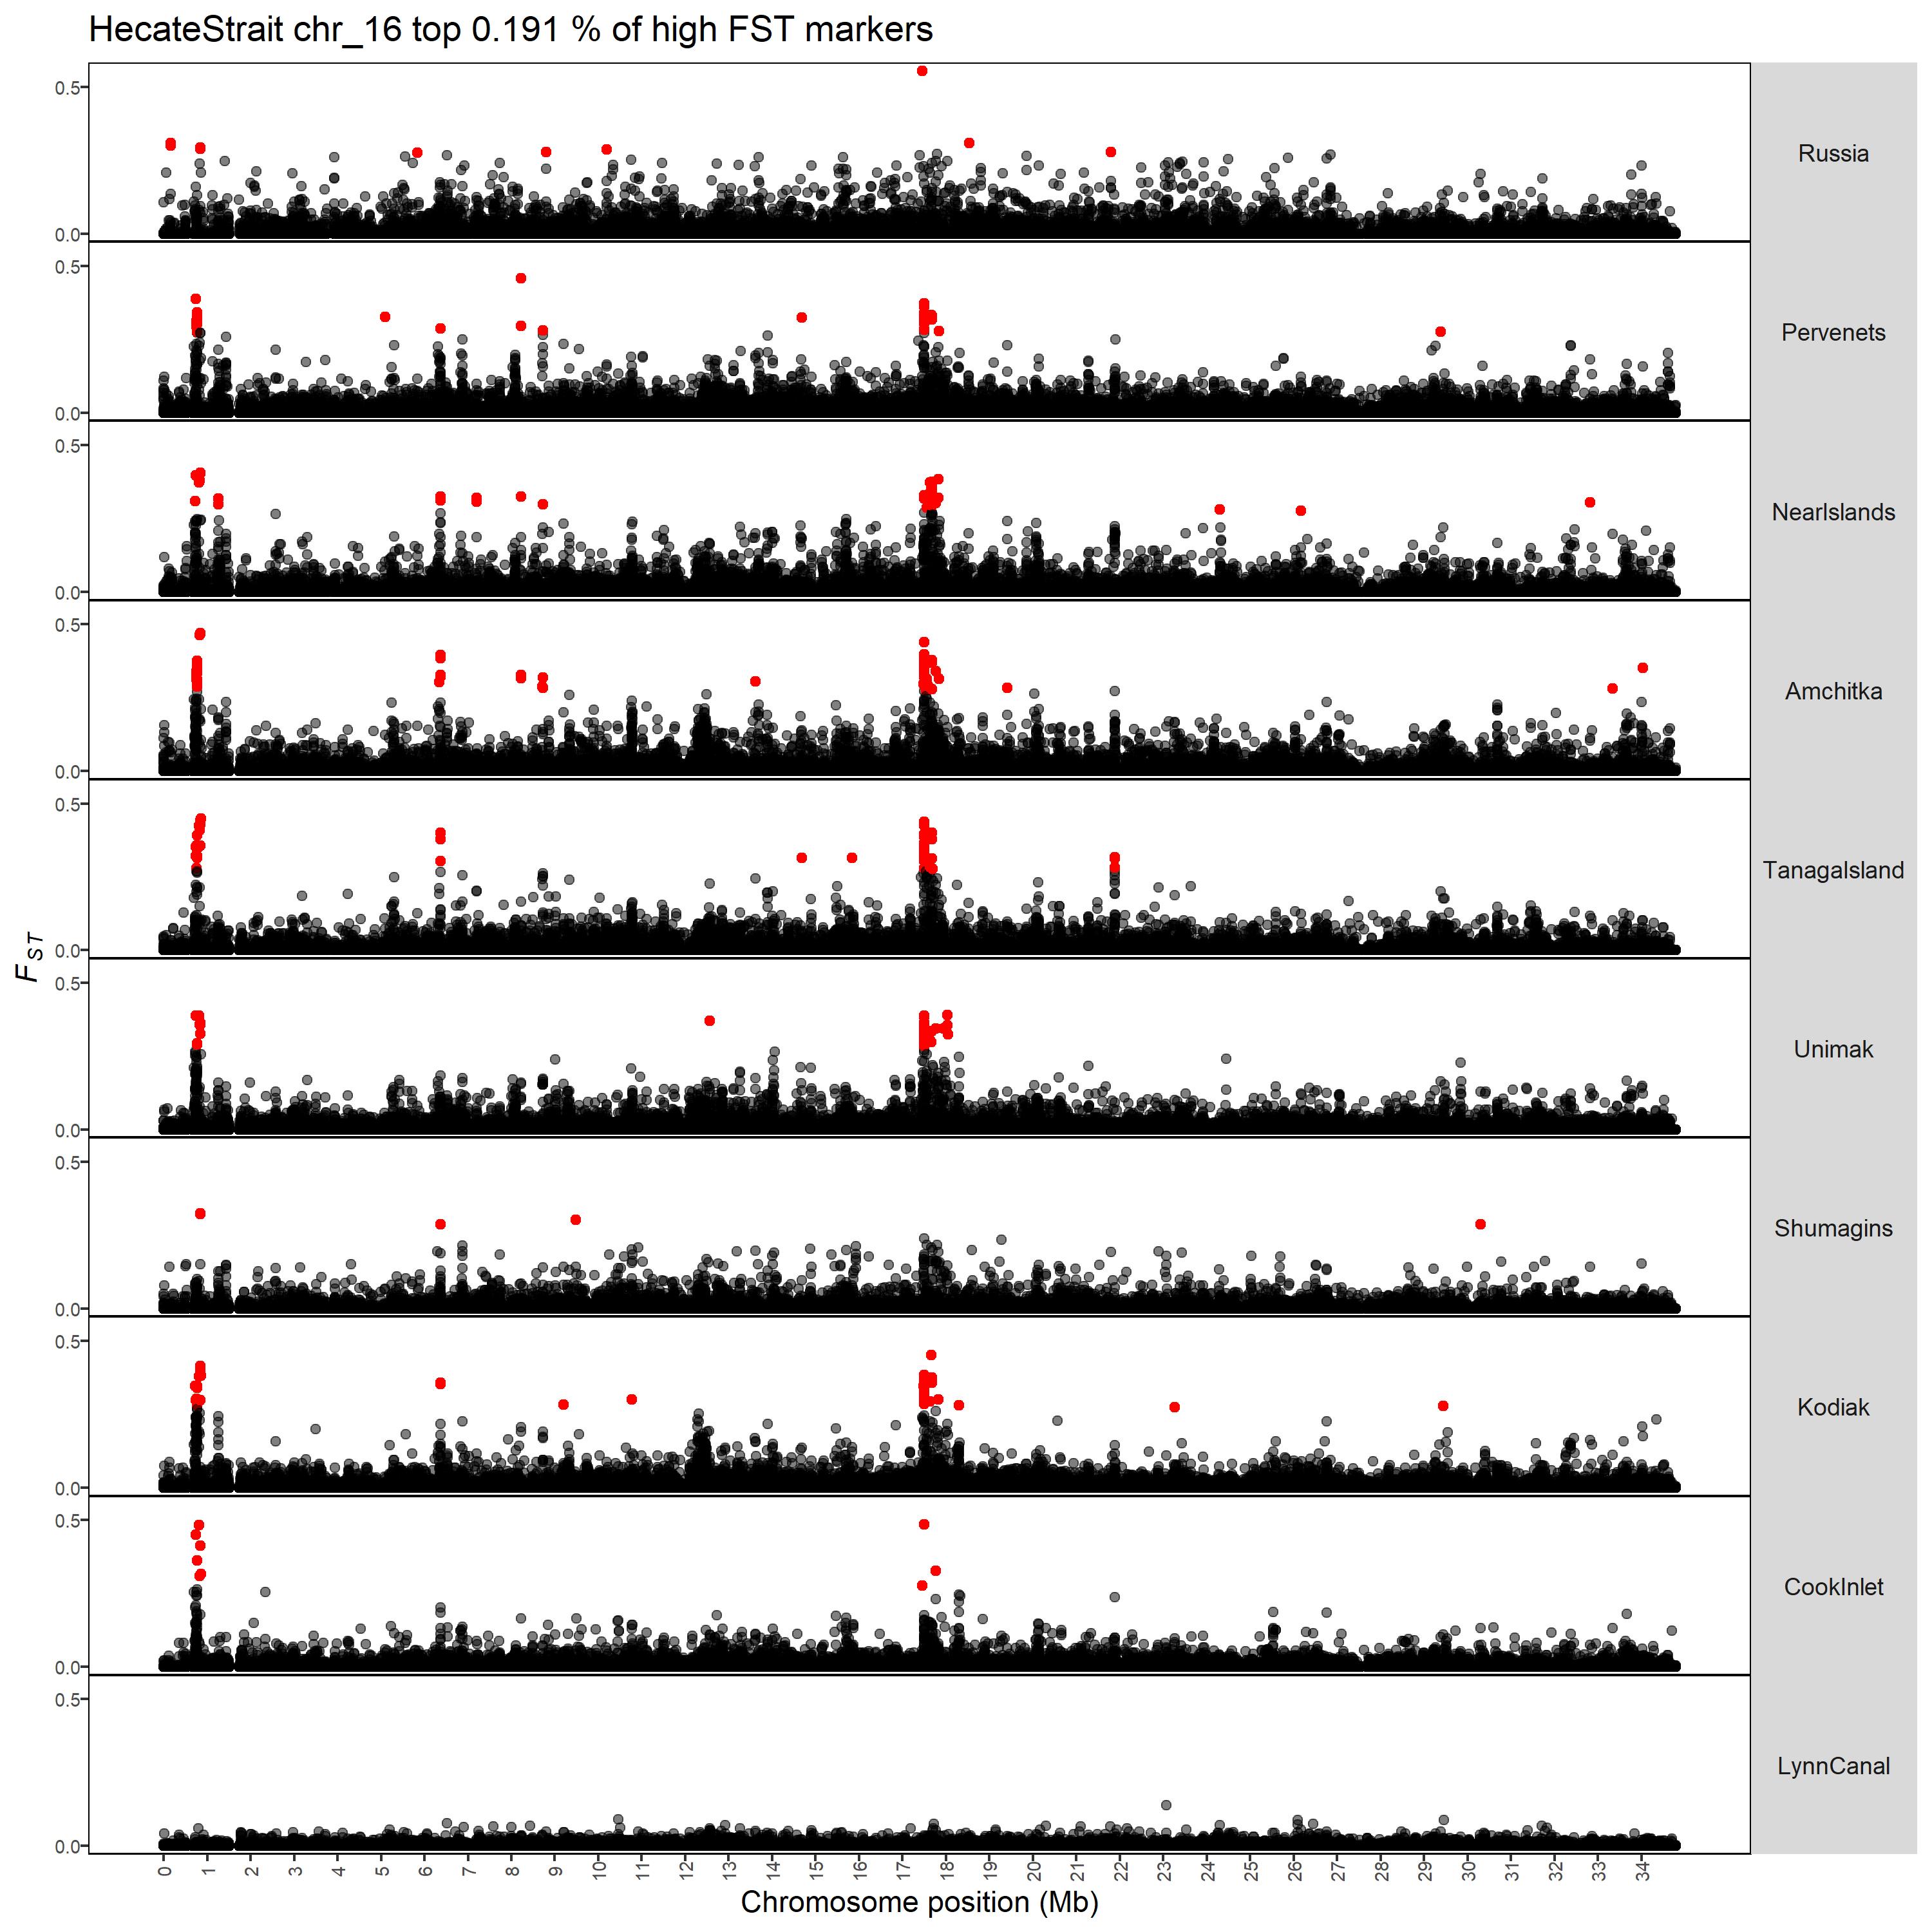 HecateStrait chr_16 top 0.191 % of high FST markers
0.5
0.0
Russia
0.5
0.0
Pervenets
0.5
0.0
NearIslands
0.5
0.0
Amchitka
0.5
0.0
TanagaIsland
0.5
0.0
Unimak
0.5
0.0
Shumagins
0.5
0.0
Kodiak
0.5
0.0
CookInlet
0.5
0.0
LynnCanal
FST
0 1 2 3 4 5 6 7 8 9 10 11 12 13 14 15 16 17 18 19 20 21 22 23 24 25 26 27 28 29 30 31 32 33 34
Chromosome position (Mb)